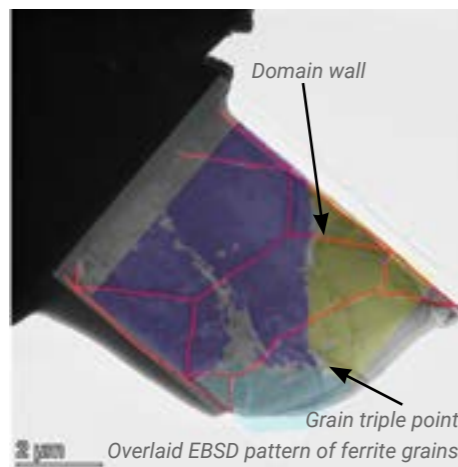 Domain wall
Grain triple point
2 μm
Overlaid EBSD pattern of ferrite grains